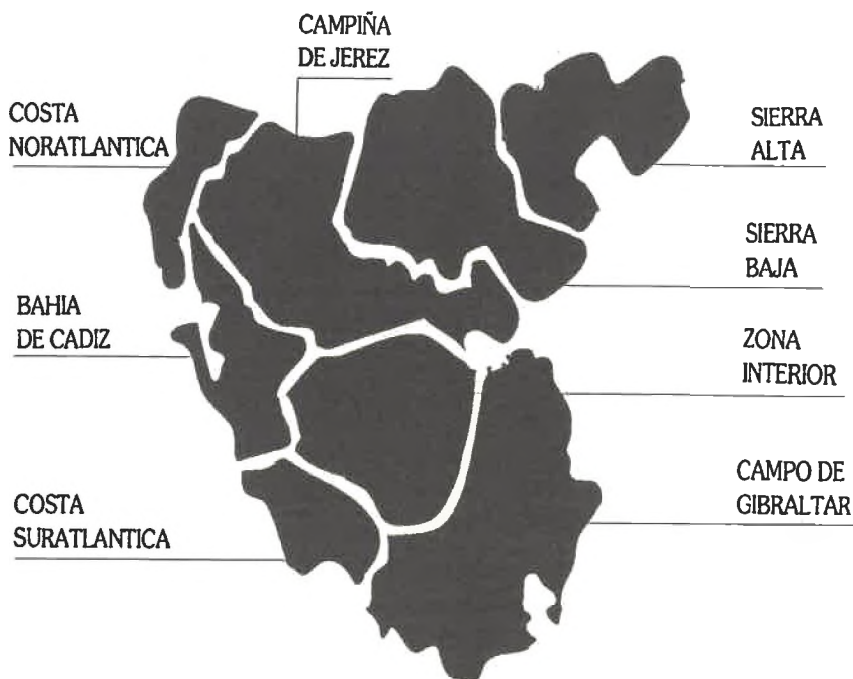 CAMPIÑA
DE JEREZ
COSTA
NORATLANTICA
SIERRA
ALTA
SIERRA
BAJA
BAHIA
DE CADIZ
ZONA
INTERIOR
CAMPO DE
GIBRALTAR
COSTA
SURATLANTICA